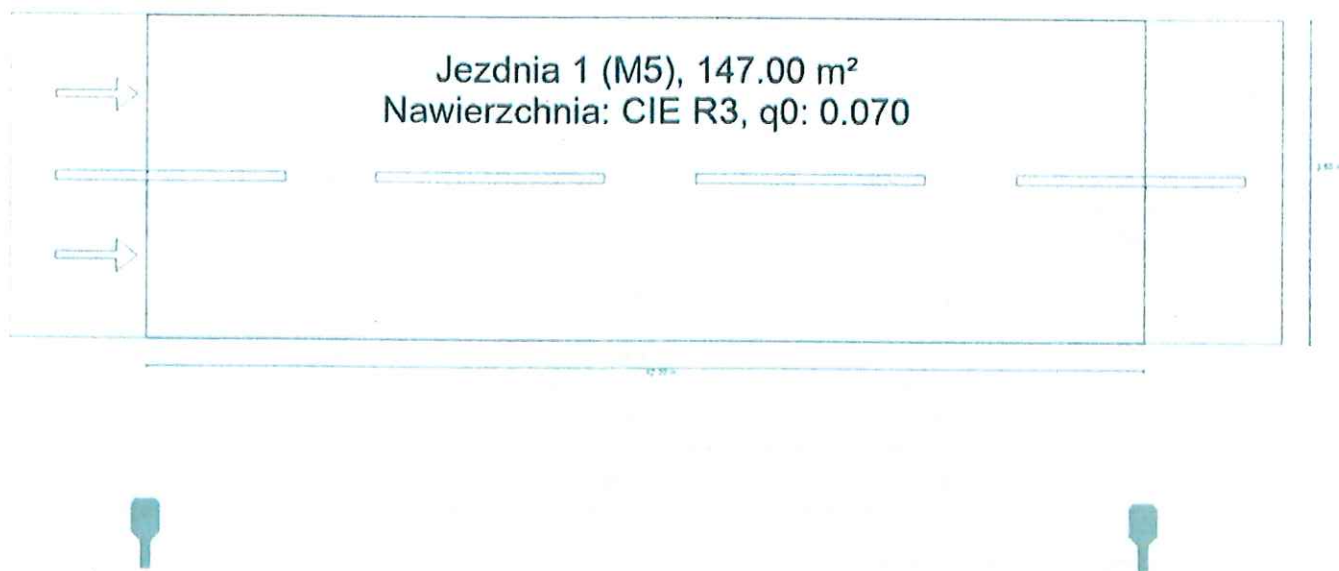 Jezdnia 1 (M5), 147.00 m²
Nawierzchnia: CIE R3, q0: 0.070